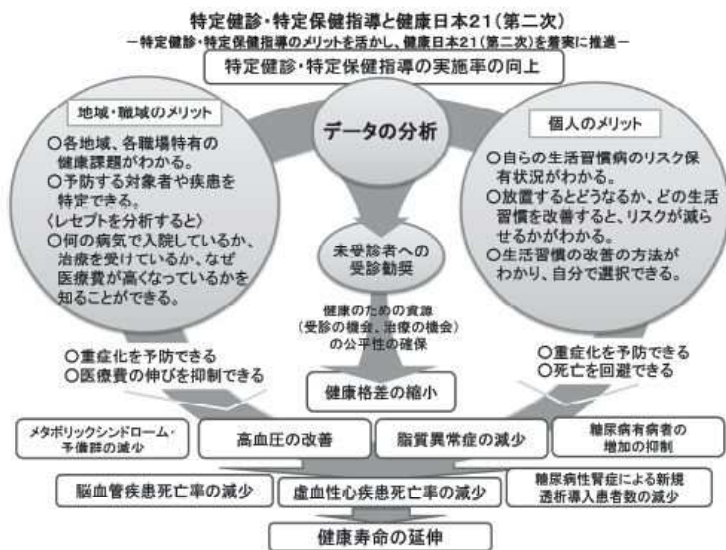 特定健診・特定保健指導と健康日本21(第二次)
－特定健診・特定保健指導のメリットを活かし、健康日本21(第二次)を着実に推進－
特定健診・特定保健指導の実施率の向上
地域・職域のメリット
○各地域、各職場特有の
健康課題がわかる。
○予防する対象者や疾患を
特定できる。
〈レセプトを分析すると〉
○何の病気で入院しているか、
治療を受けているか、なぜ
医療費が高くなっているかを
知ることができる。
データの分析
個人のメリット
○自らの生活習慣病のリスク保
有状況がわかる。
○放置するとどうなるか、どの生活
習慣を改善すると、リスクが減ら
せるかがわかる。
○生活習慣の改善の方法が
わかり、自分で選択できる。
未受診者への
受診勧奨
健康のための資源
(受診の機会、治療の機会)
の公平性の確保
○重症化を予防できる
○医療費の伸びを抑制できる
○重症化を予防できる
○死亡を回避できる
健康格差の縮小
メタボリックシンドローム・
予備群の減少
高血圧の改善
脂質異常症の減少
糖尿病有病者の
増加の抑制
脳血管疾患死亡率の減少
虚血性心疾患死亡率の減少
糖尿病性腎症による新規
透析導入患者数の減少
健康寿命の延伸